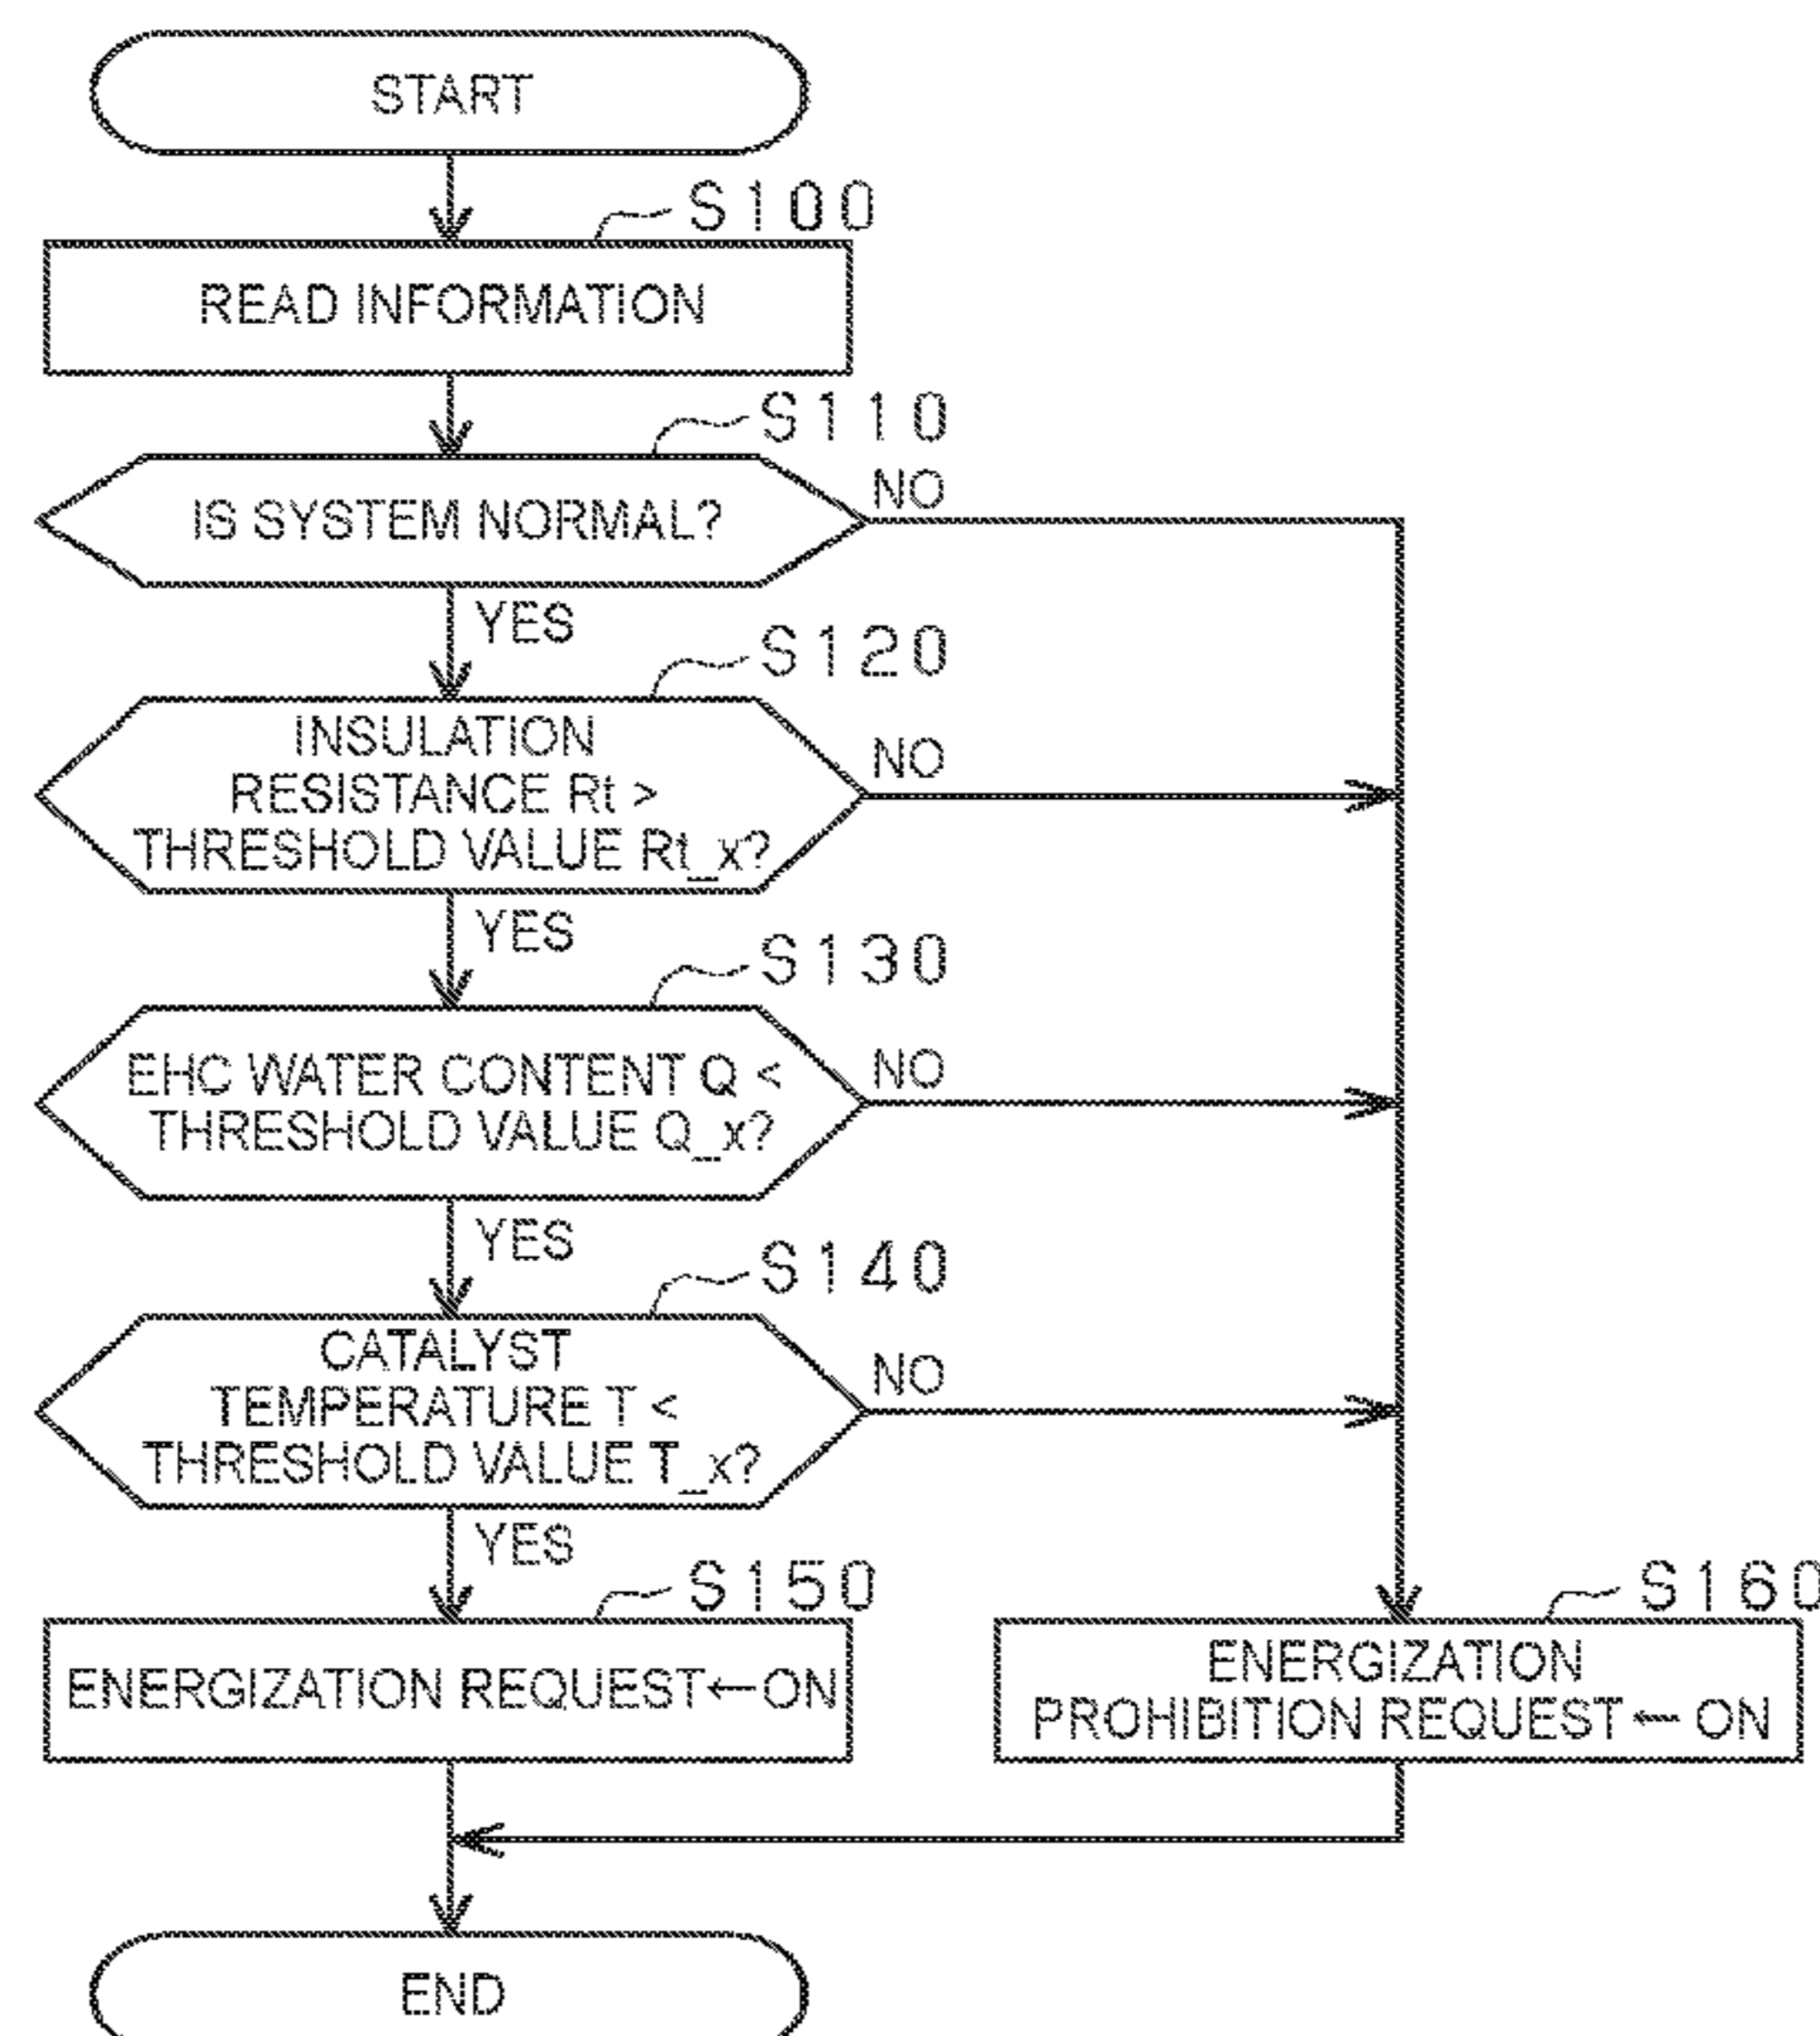 START
S100
READ INFORMATION
S110
IS SYSTEM NORMAL?
NO
YES
S120
INSULATION
RESISTANCE Rt >
THRESHOLD VALUE Rt_x?
NO
YES
S130
EHC WATER CONTENT Q <
THRESHOLD VALUE Q_x?
NO
YES
S140
CATALYST
TEMPERATURE T <
THRESHOLD VALUE T_x?
NO
YES
S150
ENERGIZATION REQUEST←ON
S160
ENERGIZATION
PROHIBITION REQUEST ← ON
END